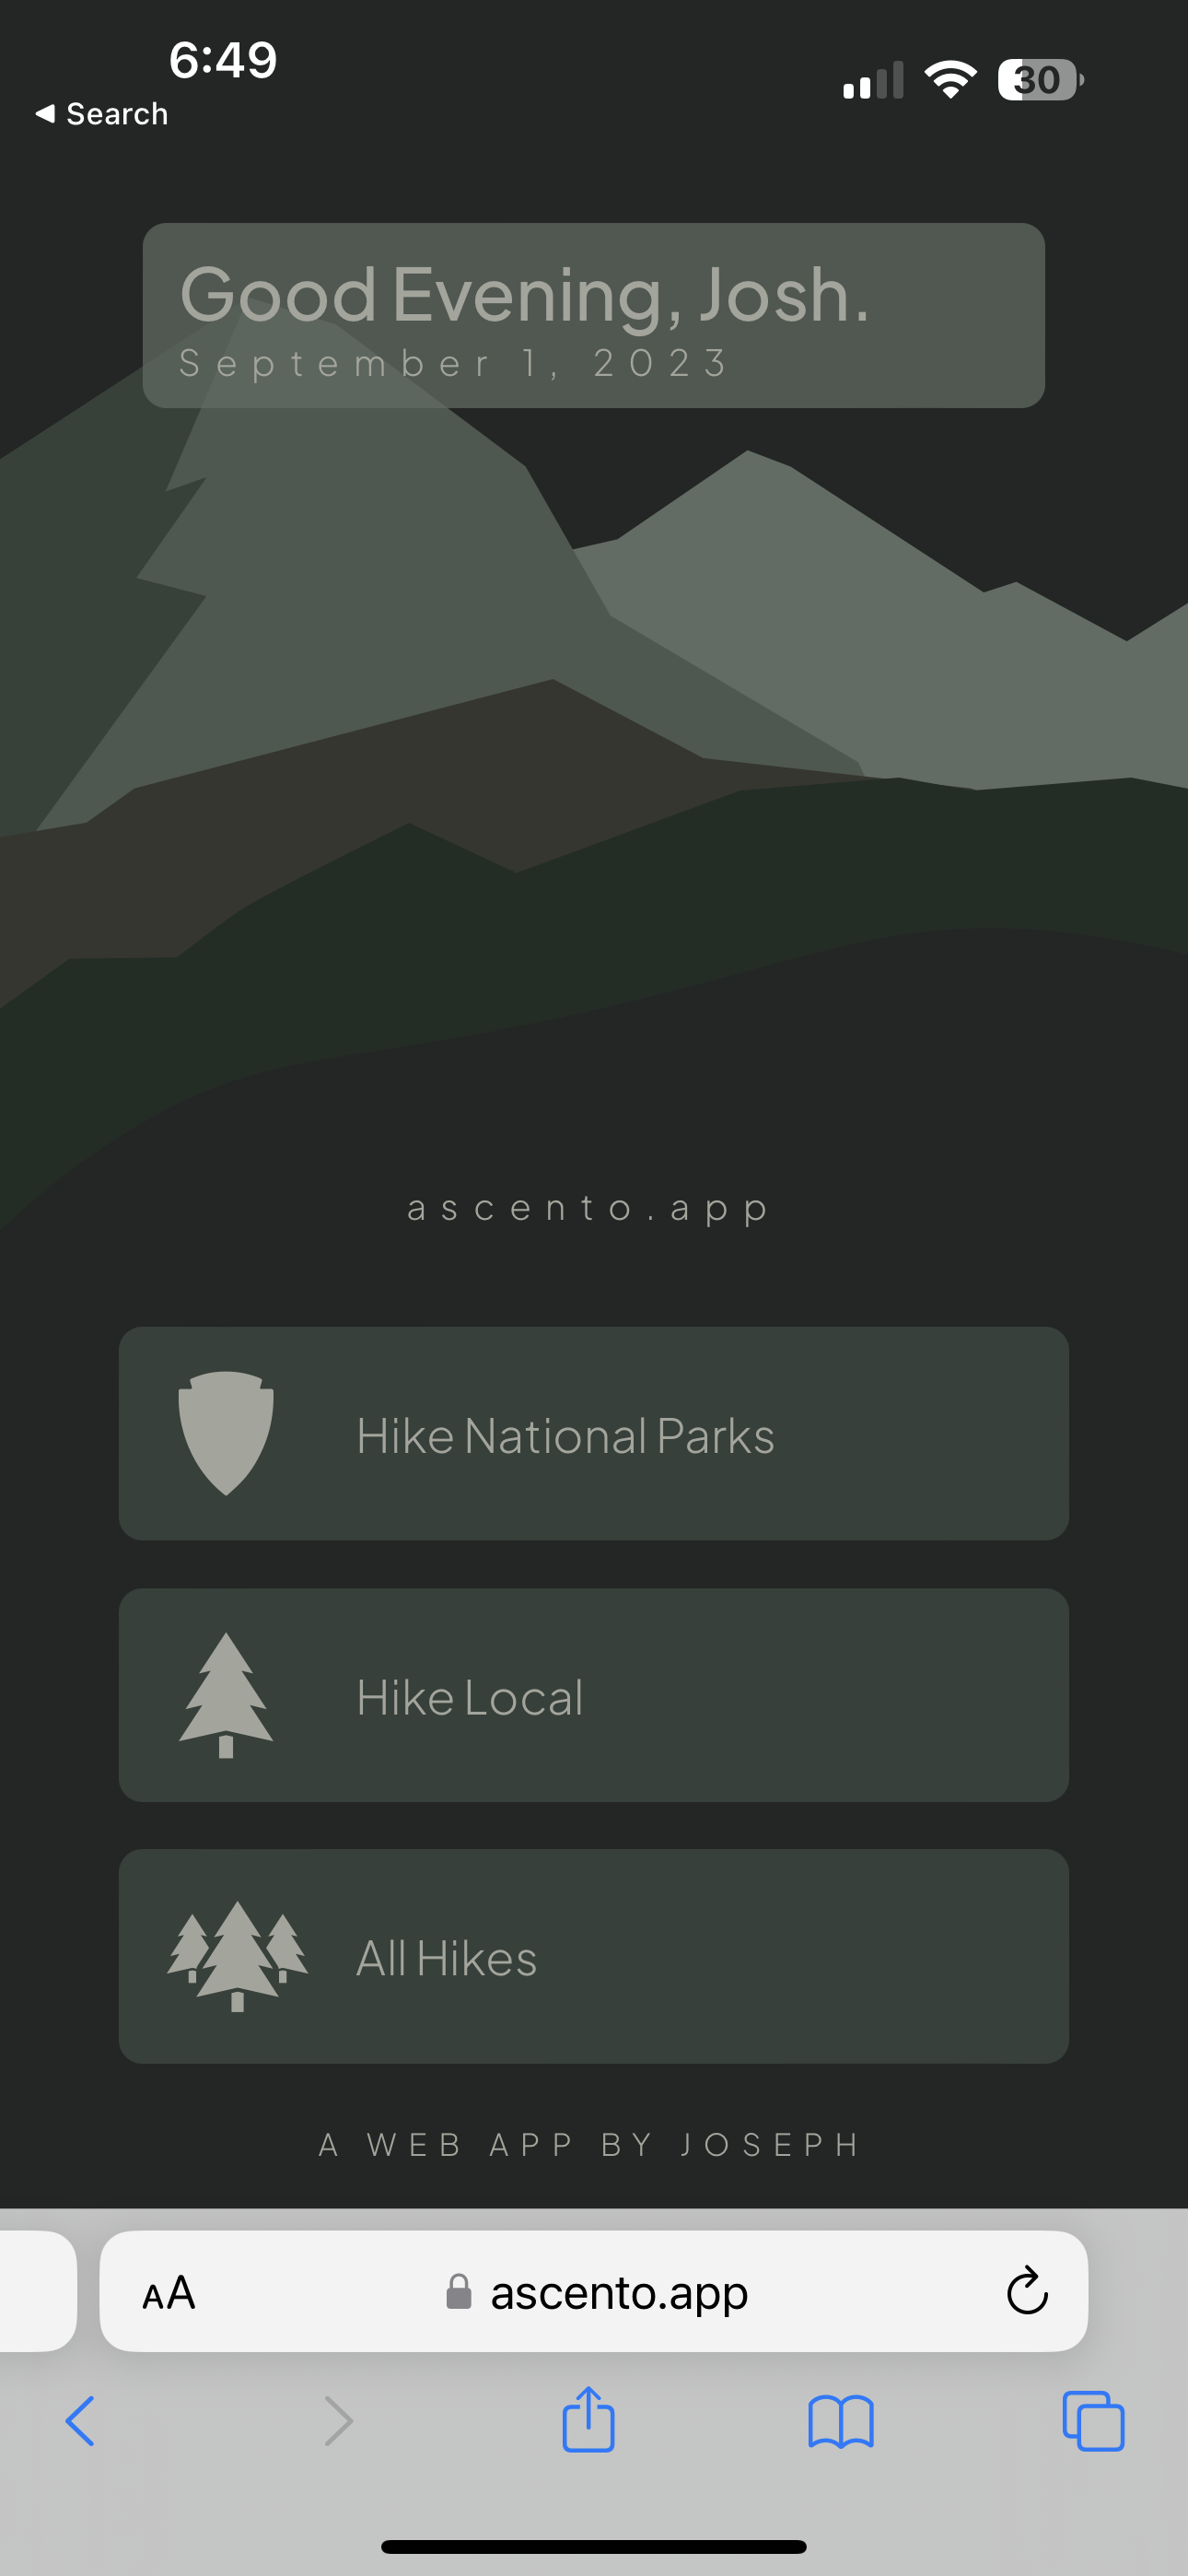 6:49
30
Search
Good Evening, Josh.
September 1, 2023
ascento.app
Hike National Parks
Hike Local
All Hikes
A WEB APP BY JOSEPH
AA
ascento.app